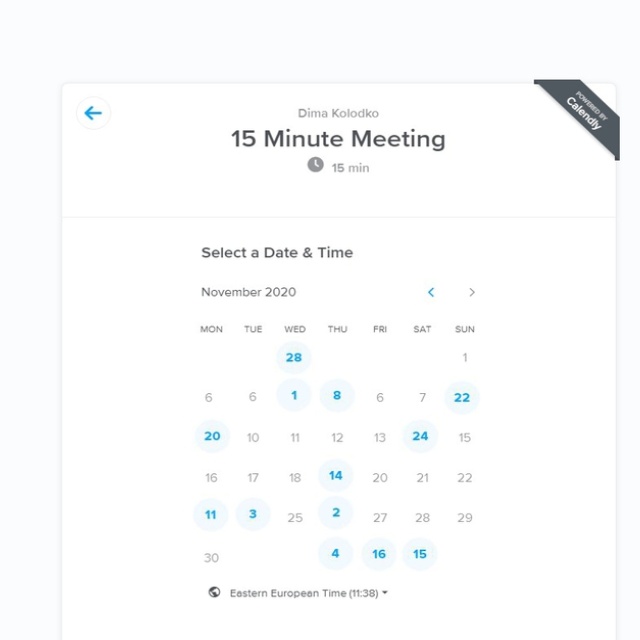 POWERED BY
Calendly
Dima Kolodko
15 Minute Meeting
15 min
Select a Date & Time
November 2020
MON TUE WED THU FRI SAT SUN
28 1
6 6 1 8 6 7 22
20 10 11 12 13 24 15
16 17 18 14 20 21 22
11 3 25 2 27 28 29
30 4 16 15
Eastern European Time (11:38)